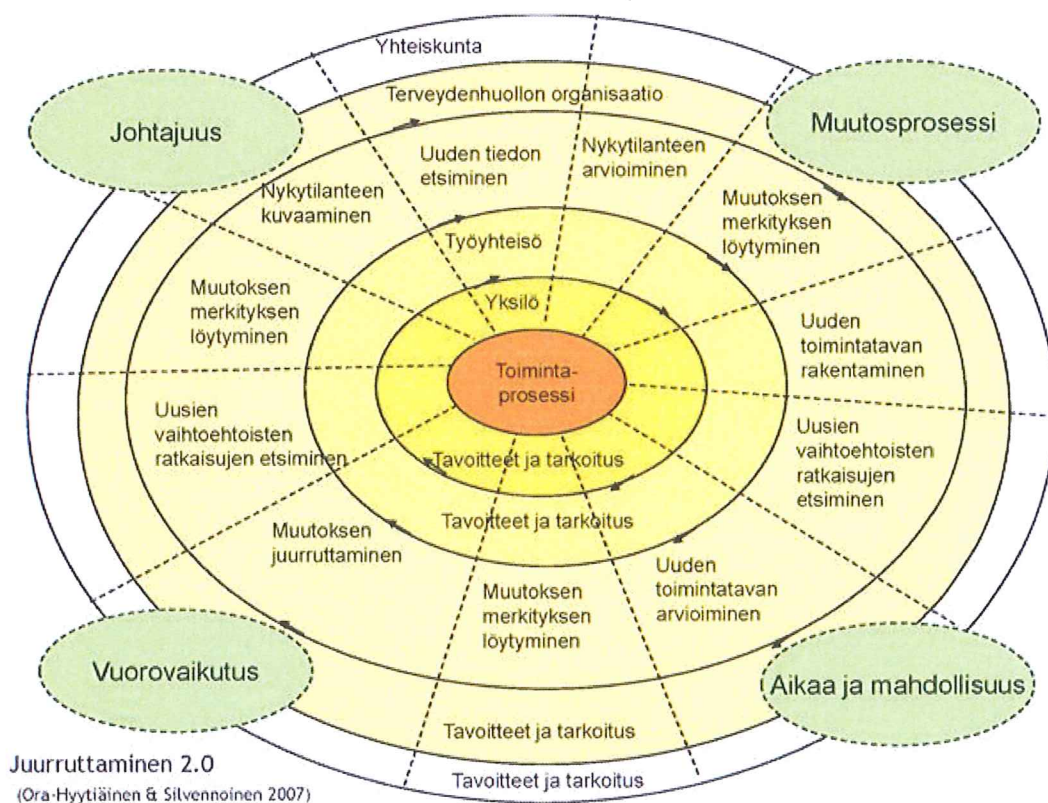 Yhteiskunta
Terveydenhuollon organisaatio
Johtajuus
Muutosprosessi
Uuden tiedon
etsiminen
Nykytilanteen
arvioiminen
Nykytilanteen
kuvaaminen
Muutoksen
merkityksen
löytyminen
Työyhteisö
Muutoksen
merkityksen
löytyminen
Yksilö
Uuden
toimintatavan
rakentaminen
Toiminta-
prosessi
Uusien
vaihtoehtoisten
ratkaisujen etsiminen
Uusien
vaihtoehtoisten
ratkaisujen
etsiminen
Tavoitteet ja tarkoitus
Tavoitteet ja tarkoitus
Muutoksen
juurruttaminen
Uuden
toimintatavan
arvioiminen
Muutoksen
merkityksen
löytyminen
Vuorovaikutus
Aikaa ja mahdollisuus
Tavoitteet ja tarkoitus
Tavoitteet ja tarkoitus
Juurruttaminen 2.0
(Ora-Hyytiäinen & Silvennoinen 2007)